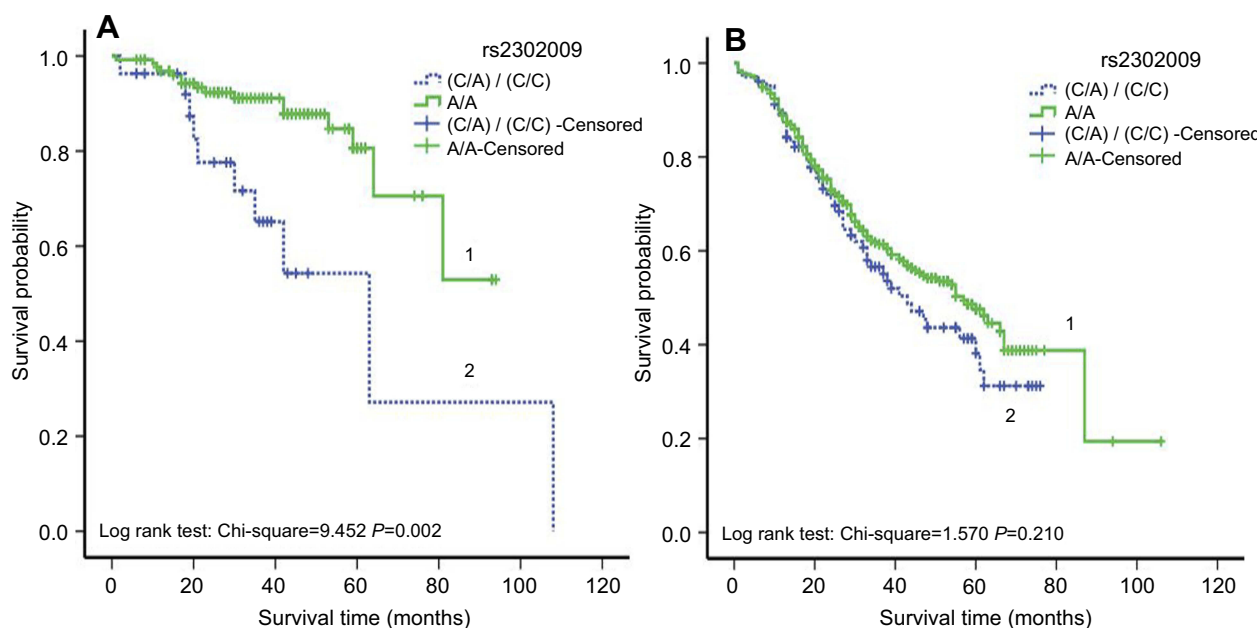 A
rs2302009
(C/A) / (C/C)
A/A
(C/A) / (C/C) -Censored
A/A-Censored
1.0
0.8
0.6
0.4
0.2
0.0
Survival probability
1
2
Log rank test: Chi-square=9.452 P=0.002
0 20 40 60 80 100 120
Survival time (months)
B
rs2302009
(C/A) / (C/C)
A/A
(C/A) / (C/C) -Censored
A/A-Censored
1.0
0.8
0.6
0.4
0.2
0.0
Survival probability
1
2
Log rank test: Chi-square=1.570 P=0.210
0 20 40 60 80 100 120
Survival time (months)